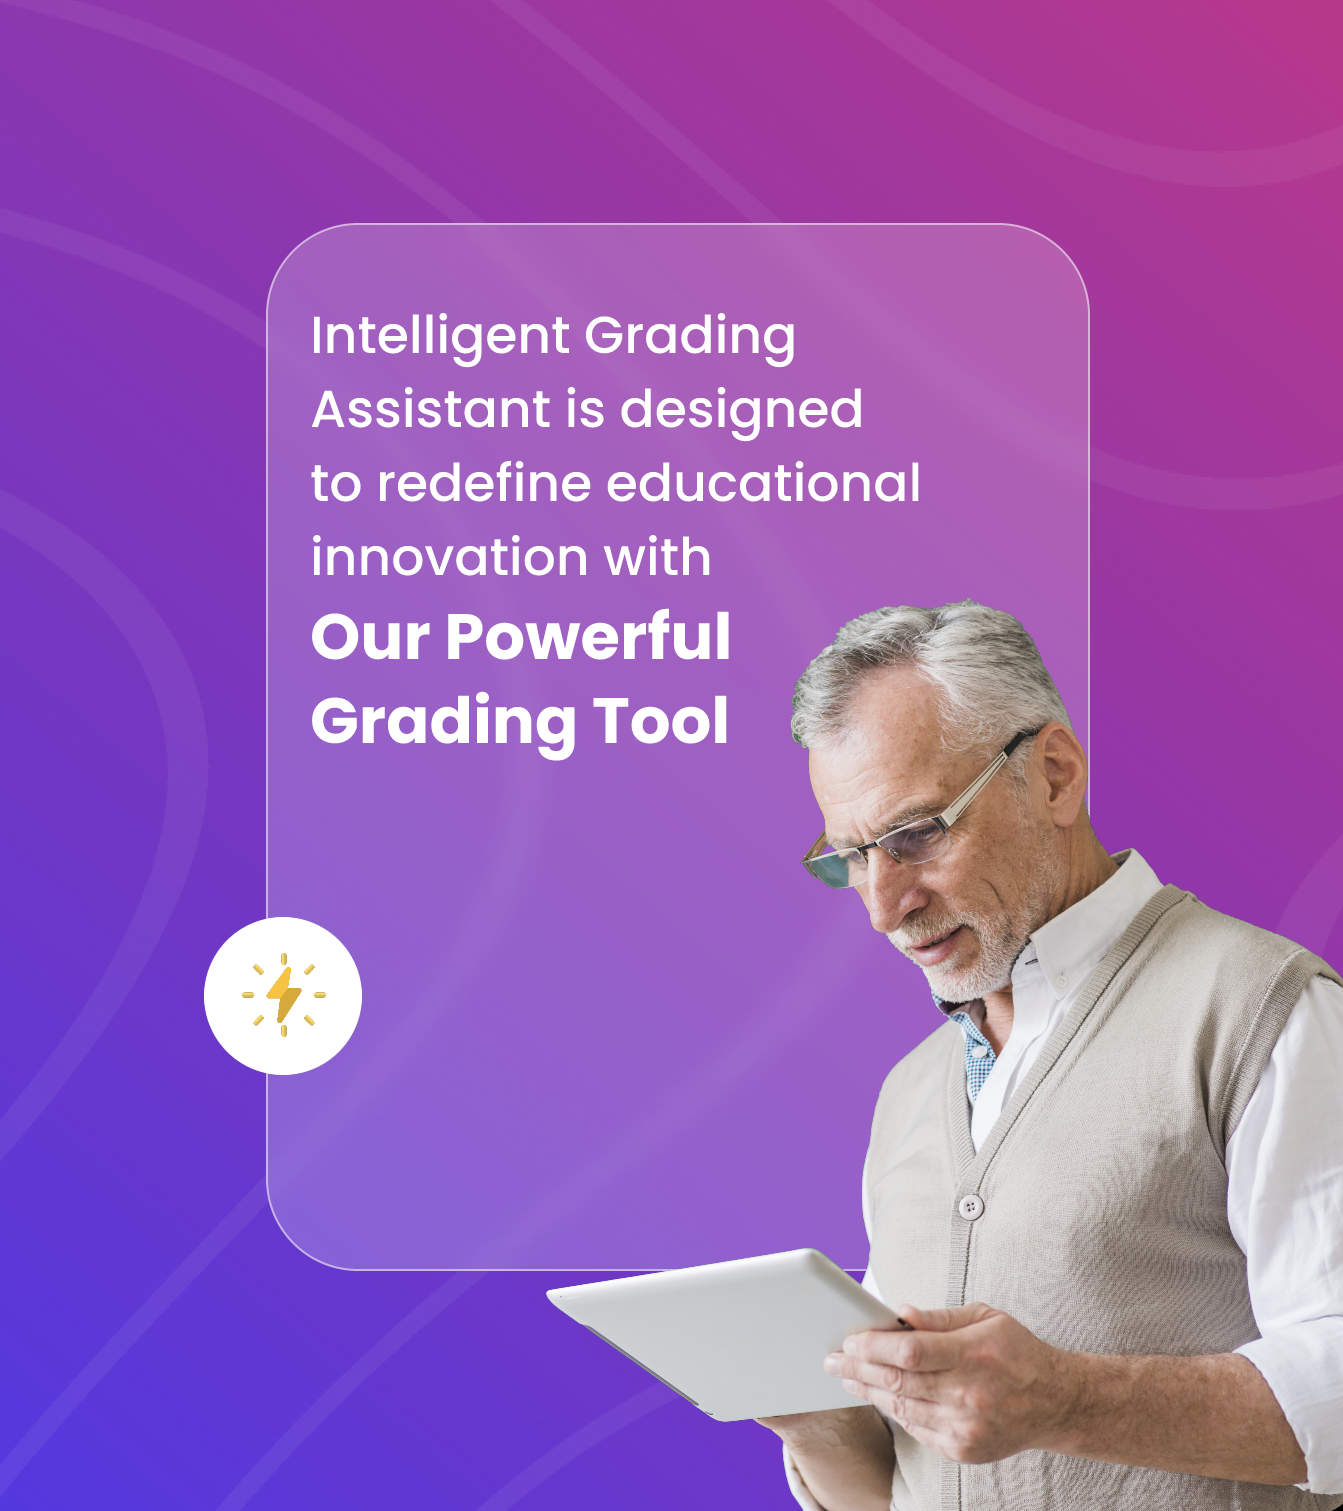 Intelligent Grading
Assistant is designed
to redefine educational
innovation with
Our Powerful
Grading Tool